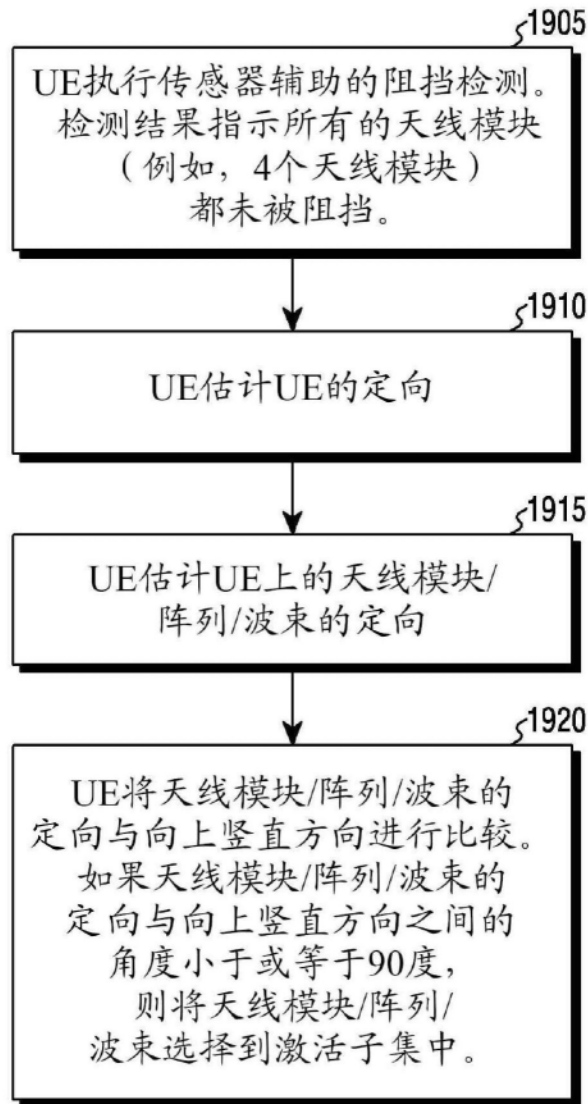 1905
UE执行传感器辅助的阻挡检测。
检测结果指示所有的天线模块
（例如，4个天线模块）
都未被阻挡。
1910
UE估计UE的定向
1915
UE估计UE上的天线模块/
阵列/波束的定向
1920
UE将天线模块/阵列/波束的
定向与向上竖直方向进行比较。
如果天线模块/阵列/波束的
定向与向上竖直方向之间的
角度小于或等于90度，
则将天线模块/阵列/
波束选择到激活子集中。